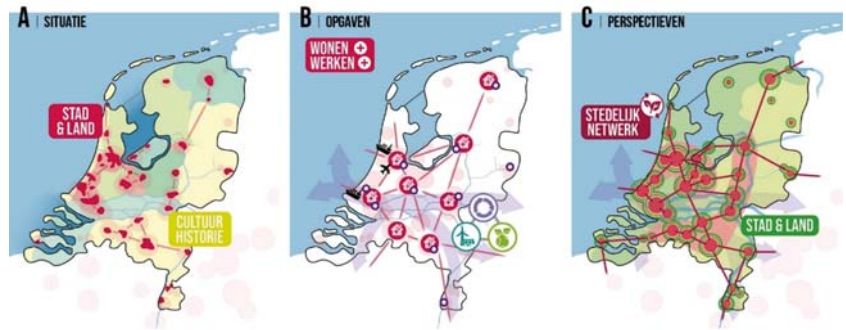 A | SITUATIE
STAD
& LAND
CULTUUR
HISTORIE
B | OPGAVEN
WONEN +
WERKEN +
C | PERSPECTIEVEN
STEDELIJK
NETWERK
STAD & LAND